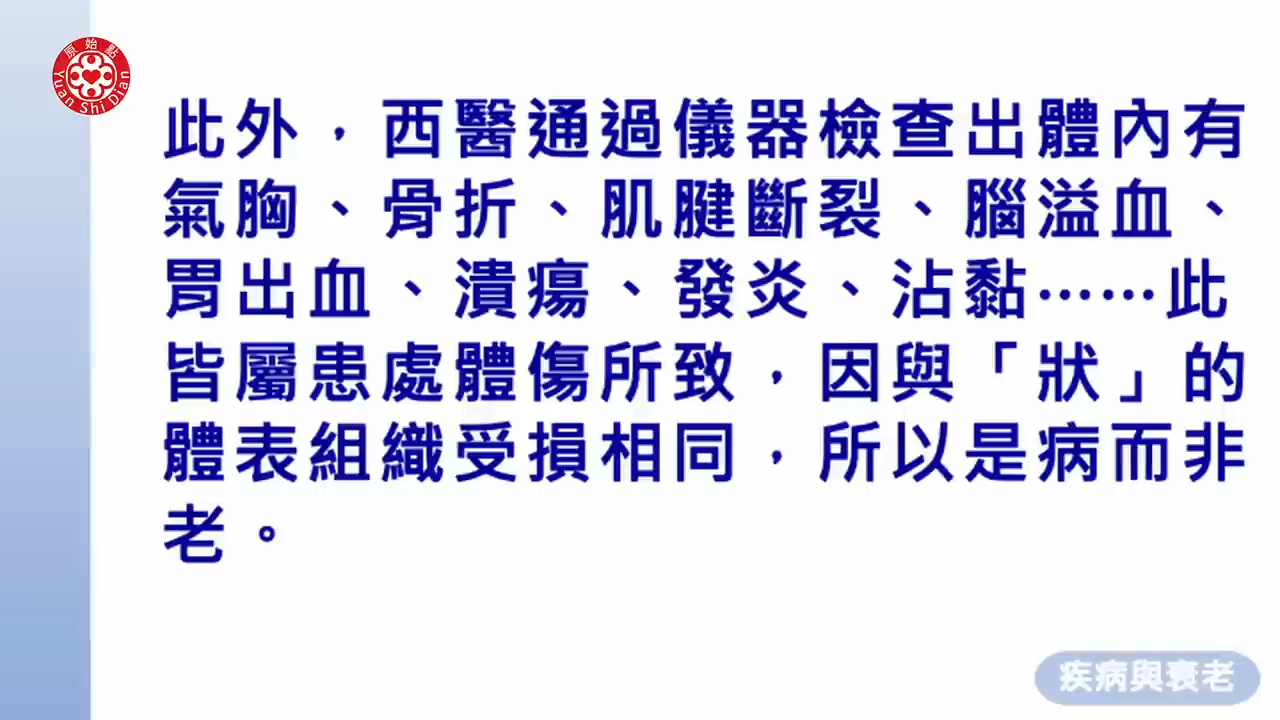 原始點
Yuan Shi Dian
此外，西醫通過儀器檢查出體內有
氣胸、骨折、肌腱斷裂、腦溢血、
胃出血、潰瘍、發炎、沾黏……此
皆屬患處體傷所致，因與「狀」的
體表組織受損相同，所以是病而非
老。
疾病與衰老